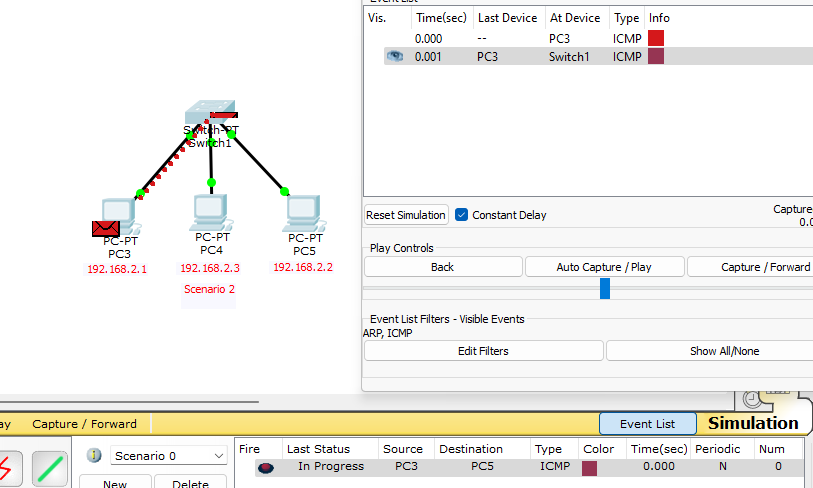 Event List
Vis. Time(sec) Last Device At Device Type Info
0.000 -- PC3 ICMP
0.001 PC3 Switch1 ICMP
Switch-PT
Switch1
PC-PT
PC3
192.168.2.1
PC-PT
PC4
192.168.2.3
PC-PT
PC5
192.168.2.2
Scenario 2
Reset Simulation Constant Delay Capture
0.0
Play Controls
Back Auto Capture / Play Capture / Forward
Event List Filters - Visible Events
ARP, ICMP
Edit Filters Show All/None
ay Capture / Forward Event List Simulation
Scenario 0
New Delete
Fire Last Status Source Destination Type Color Time(sec) Periodic Num
In Progress PC3 PC5 ICMP 0.000 N 0